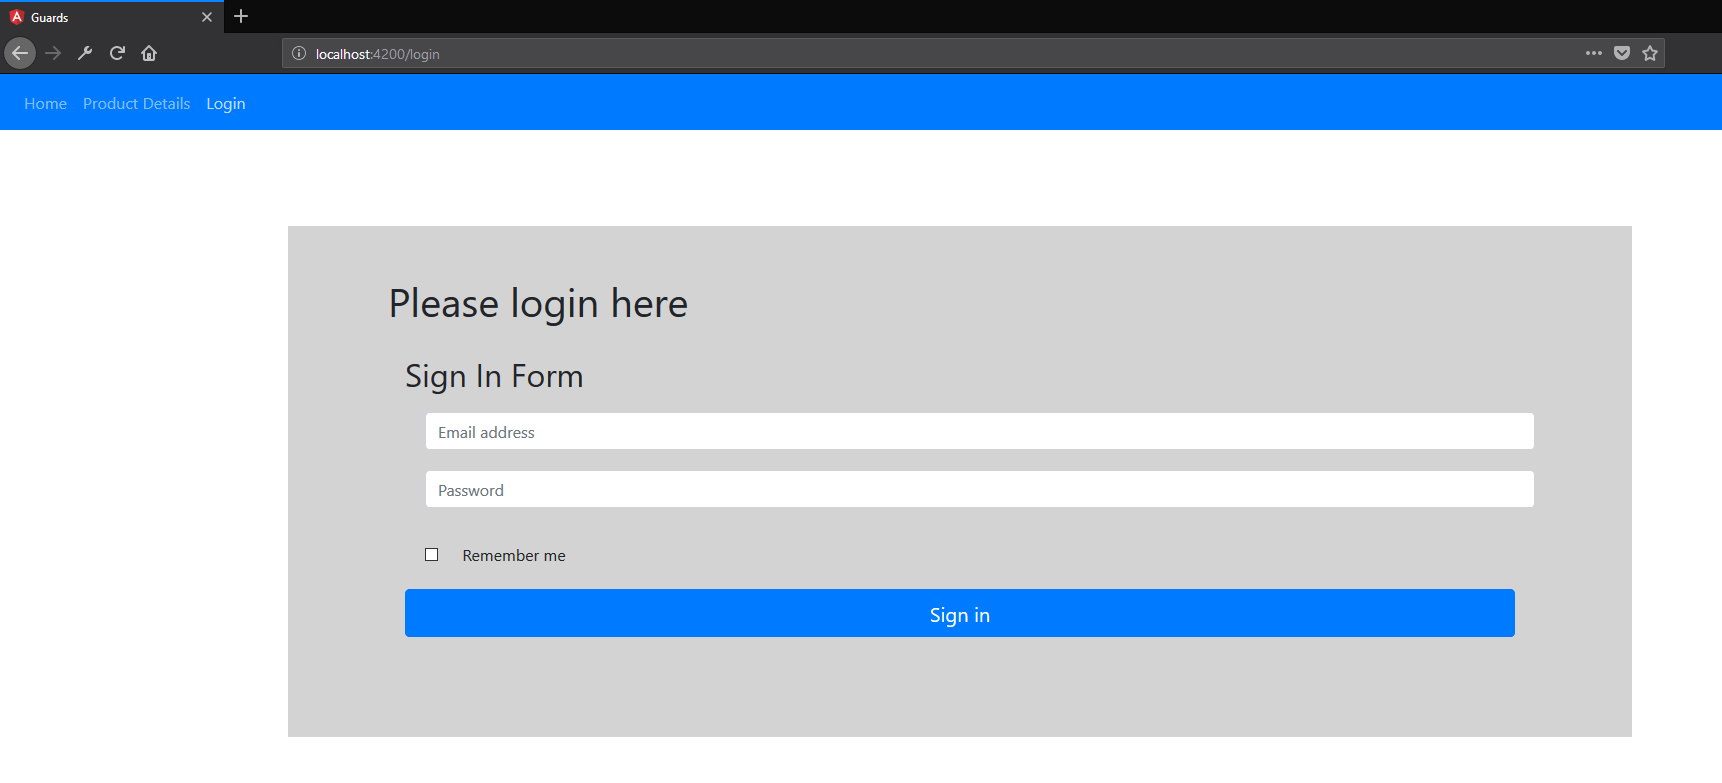 Guards
localhost:4200/login
Home Product Details Login
Please login here
Sign In Form
Email address
Password
Remember me
Sign in